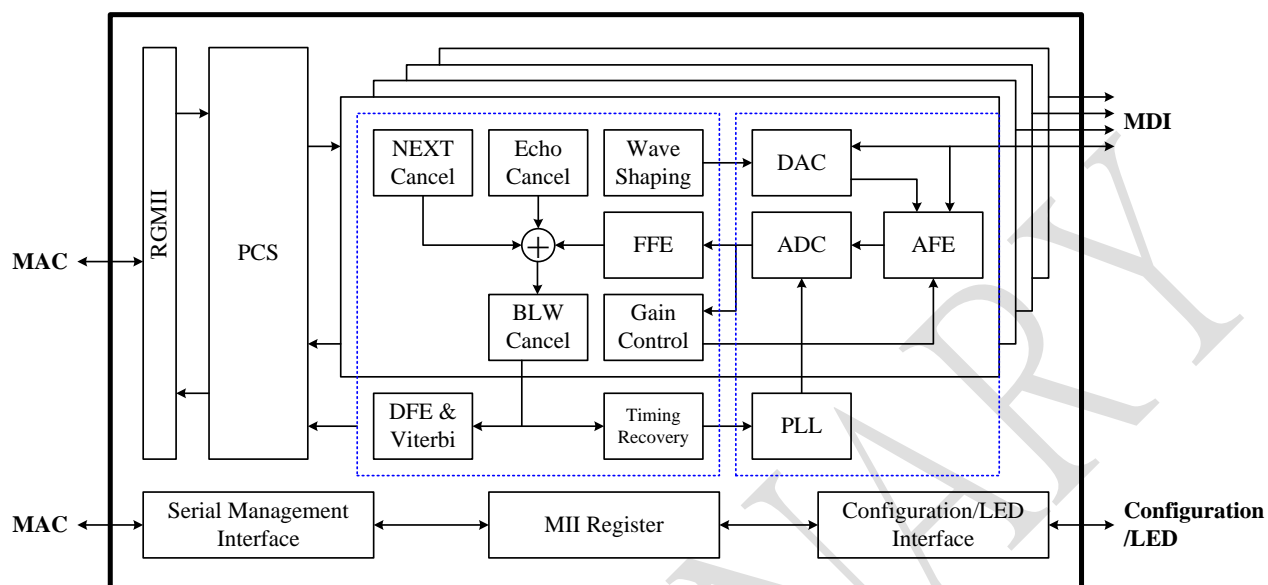 MDI
NEXT
Cancel
Echo
Cancel
Wave
Shaping
DAC
RGMII
PCS
MAC
FFE
ADC
AFE
BLW
Cancel
Gain
Control
DFE &
Viterbi
Timing
Recovery
PLL
MAC
Serial Management
Interface
MII Register
Configuration/LED
Interface
Configuration
/LED